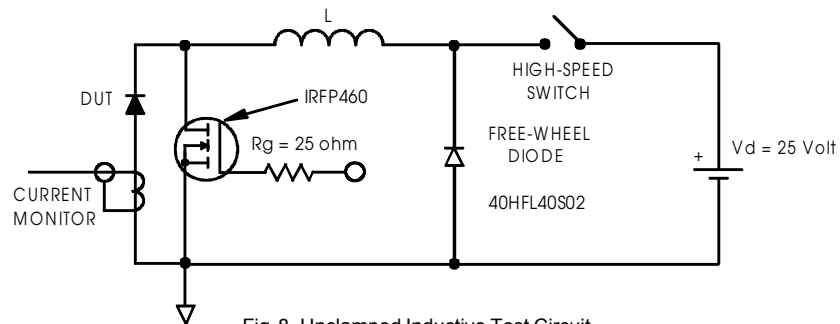 L
HIGH-SPEED
SWITCH
DUT
IRFP460
Rg = 25 ohm
FREE-WHEEL
DIODE
+
Vd = 25 Volt
40HFL40S02
CURRENT
MONITOR
Fig. 8- Unclamped Inductive Test Circuit